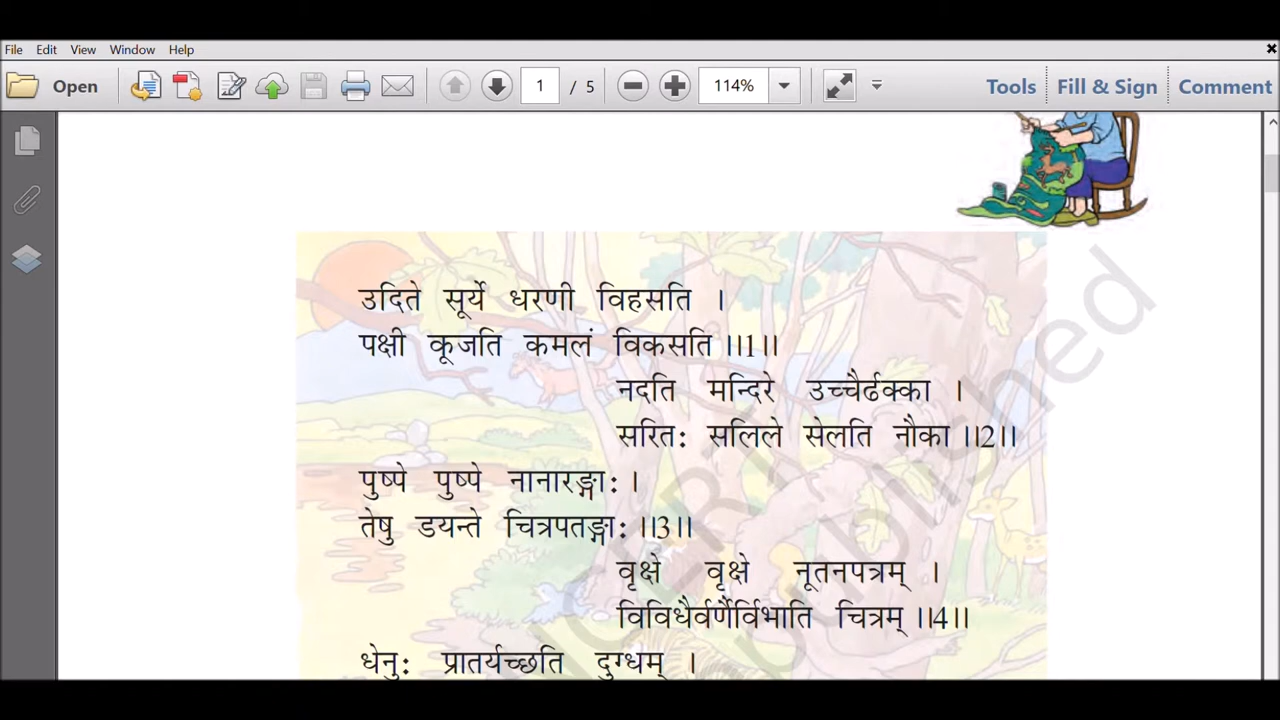 File Edit View Window Help
Open 1 / 5 114% Tools Fill & Sign Comment
उदिते सूर्ये धरणी विहसति ।
पक्षी कूजति कमलं विकसति ।।1।।
नदति मन्दिरे उच्चैर्ढक्का ।
सरितः सलिले सेलति नौका ।।2।।
पुष्पे पुष्पे नानारङ्गाः ।
तेषु डयन्ते चित्रपतङ्गाः ।।3।।
वृक्षे वृक्षे नूतनपत्रम् ।
विविधैर्वर्णैर्विभाति चित्रम् ।।4।।
धेनुः प्रातर्यच्छति दुग्धम् ।
NCERT
published